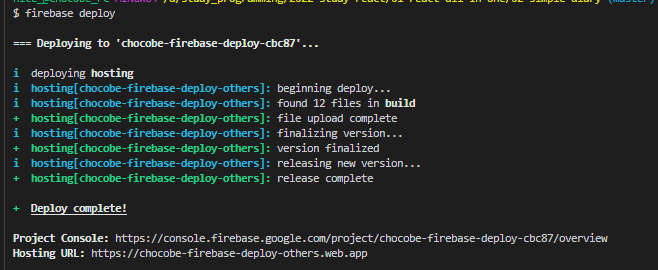 $ firebase deploy
=== Deploying to 'chocobe-firebase-deploy-cbc87'...
i deploying hosting
i hosting[chocobe-firebase-deploy-others]: beginning deploy...
i hosting[chocobe-firebase-deploy-others]: found 12 files in build
+ hosting[chocobe-firebase-deploy-others]: file upload complete
i hosting[chocobe-firebase-deploy-others]: finalizing version...
+ hosting[chocobe-firebase-deploy-others]: version finalized
i hosting[chocobe-firebase-deploy-others]: releasing new version...
+ hosting[chocobe-firebase-deploy-others]: release complete
+ Deploy complete!
Project Console: https://console.firebase.google.com/project/chocobe-firebase-deploy-cbc87/overview
Hosting URL: https://chocobe-firebase-deploy-others.web.app